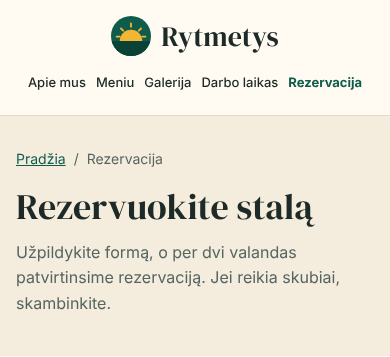 Rytmetys
Apie mus Meniu Galerija Darbo laikas Rezervacija
Pradžia / Rezervacija
Rezervuokite stalą
Užpildykite formą, o per dvi valandas
patvirtinsime rezervaciją. Jei reikia skubiai,
skambinkite.